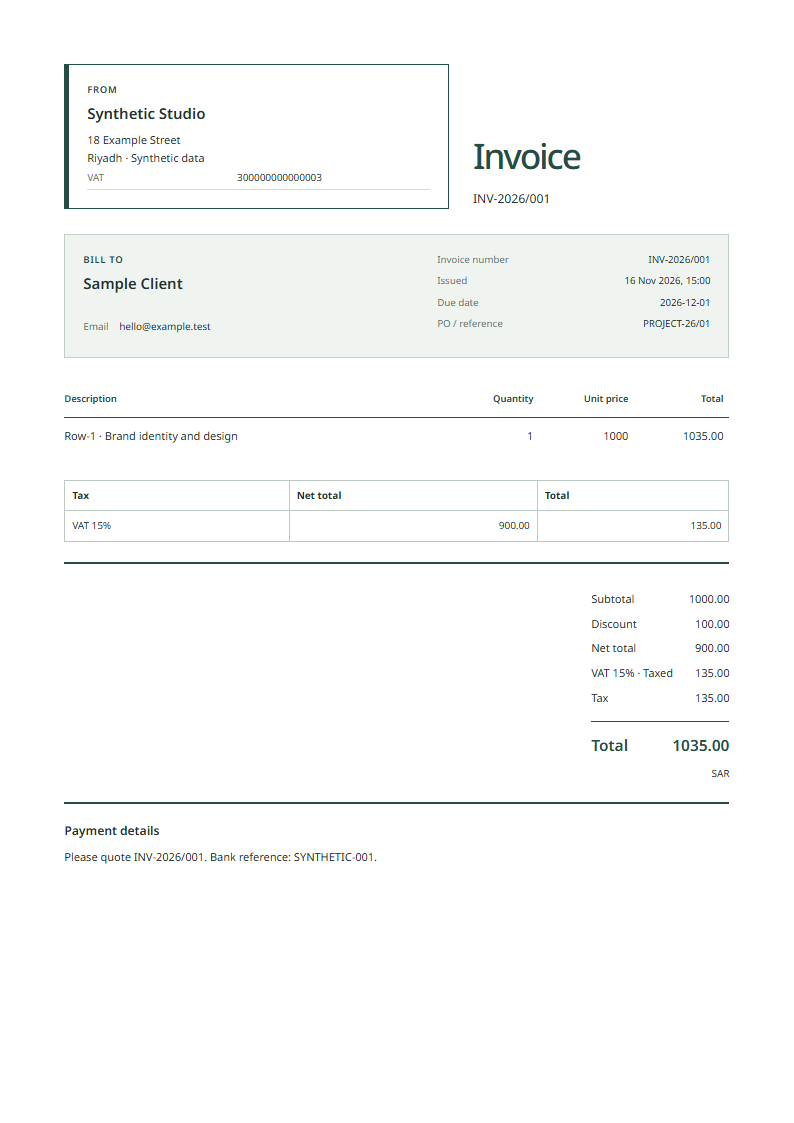 FROM
Synthetic Studio
18 Example Street
Riyadh · Synthetic data
VAT 300000000000003
Invoice
INV-2026/001
BILL TO
Sample Client
Email hello@example.test
Invoice number INV-2026/001
Issued 16 Nov 2026, 15:00
Due date 2026-12-01
PO / reference PROJECT-26/01
Description Quantity Unit price Total
Row-1 · Brand identity and design 1 1000 1035.00
Tax Net total Total
VAT 15% 900.00 135.00
Subtotal 1000.00
Discount 100.00
Net total 900.00
VAT 15% · Taxed 135.00
Tax 135.00
Total 1035.00
SAR
Payment details
Please quote INV-2026/001. Bank reference: SYNTHETIC-001.